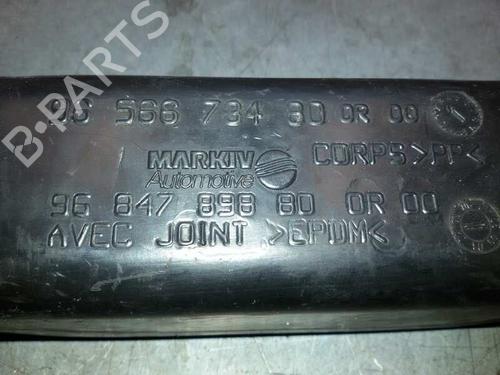 96 566 734 80 OR 00
MARKIV
Automotive
CORPS >PP<
96 847 898 80 OR 00
AVEC JOINT >EPDM<
B-PARTS